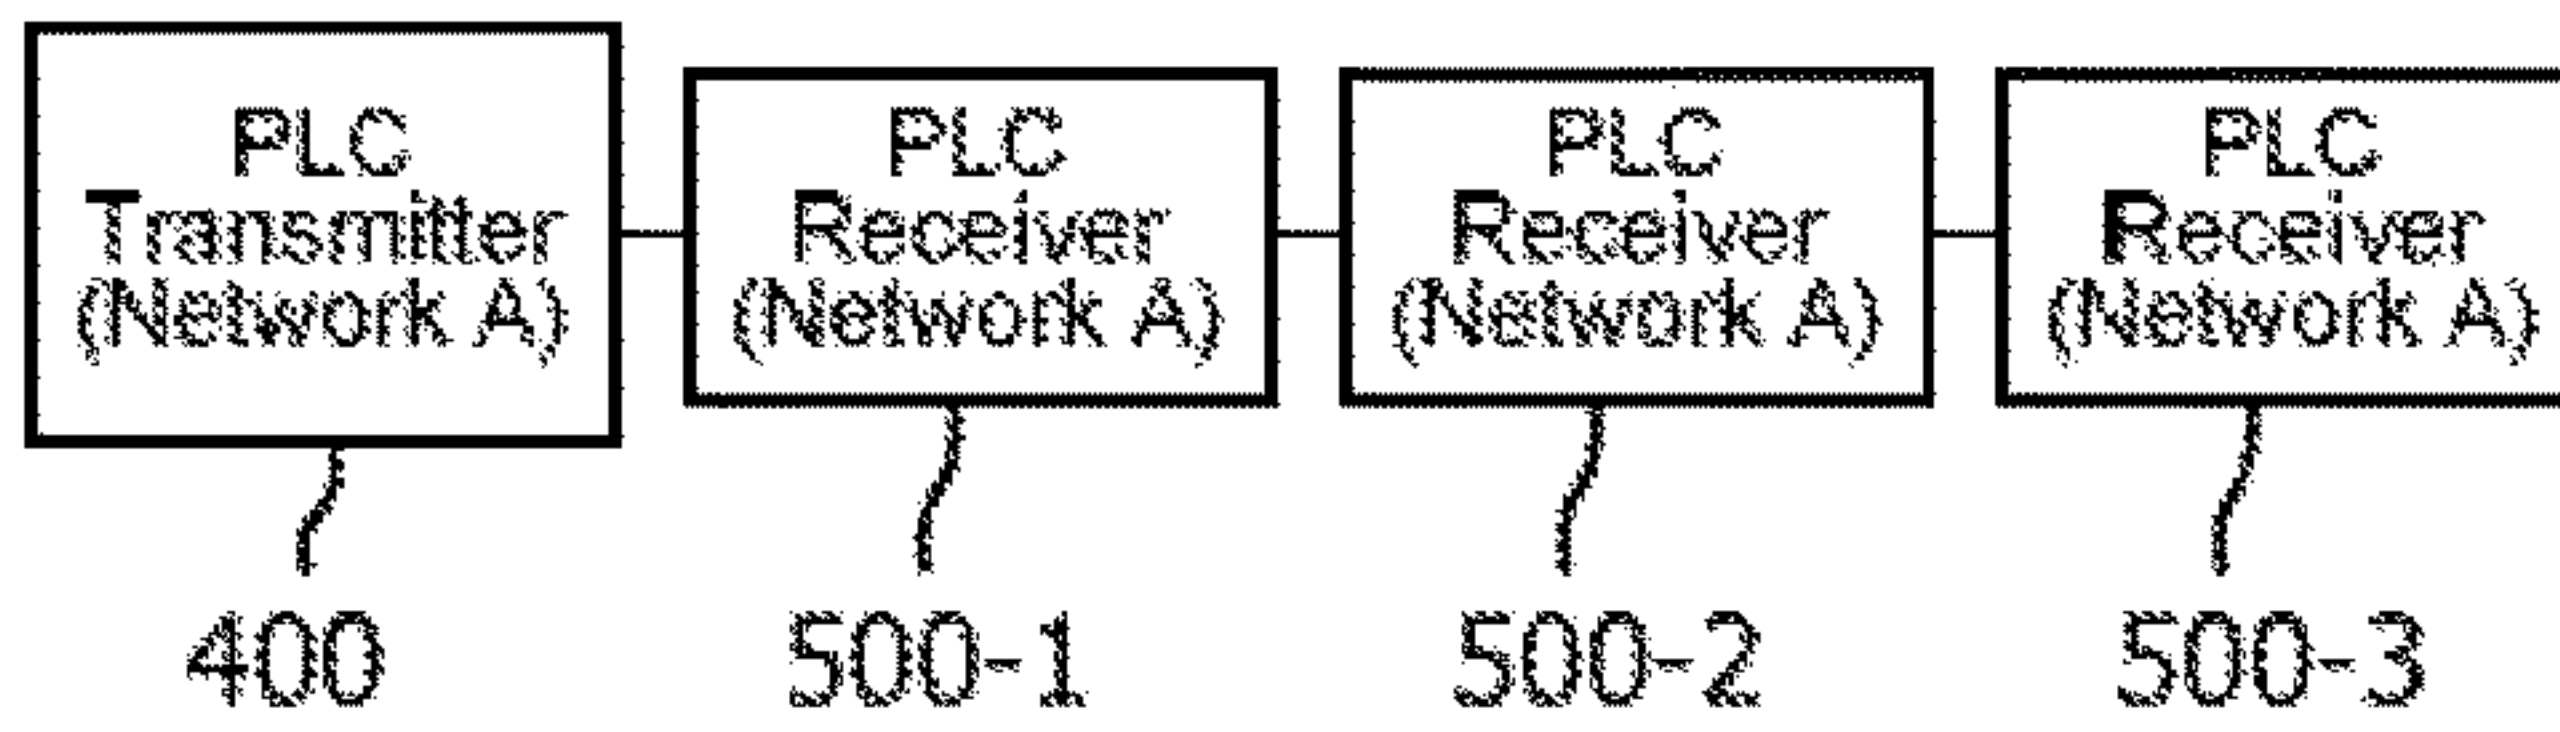 PLC
Transmitter
(Network A)
PLC
Receiver
(Network A)
PLC
Receiver
(Network A)
PLC
Receiver
(Network A)
400
500-1
500-2
500-3